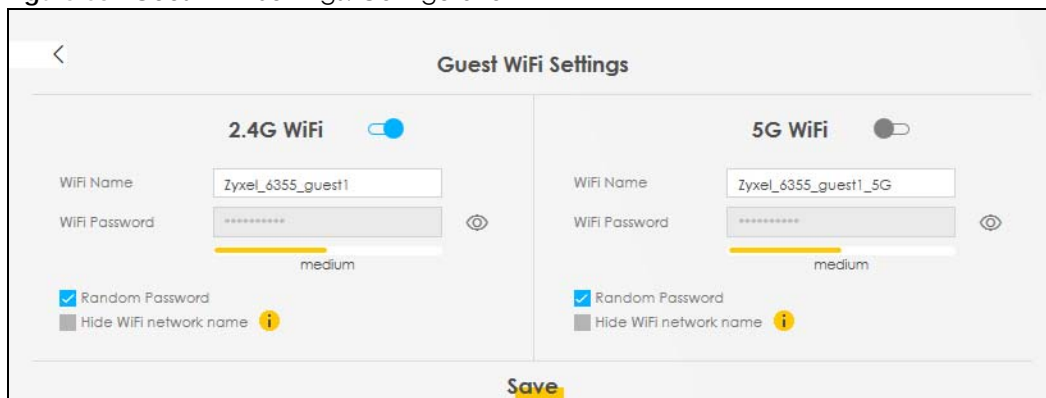 Guest WiFi Settings
2.4G WiFi
WiFi Name
Zyxel_6355_guest1
WiFi Password
**********
medium
Random Password
Hide WiFi network name
i
5G WiFi
WiFi Name
Zyxel_6355_guest1_5G
WiFi Password
**********
medium
Random Password
Hide WiFi network name
i
Save